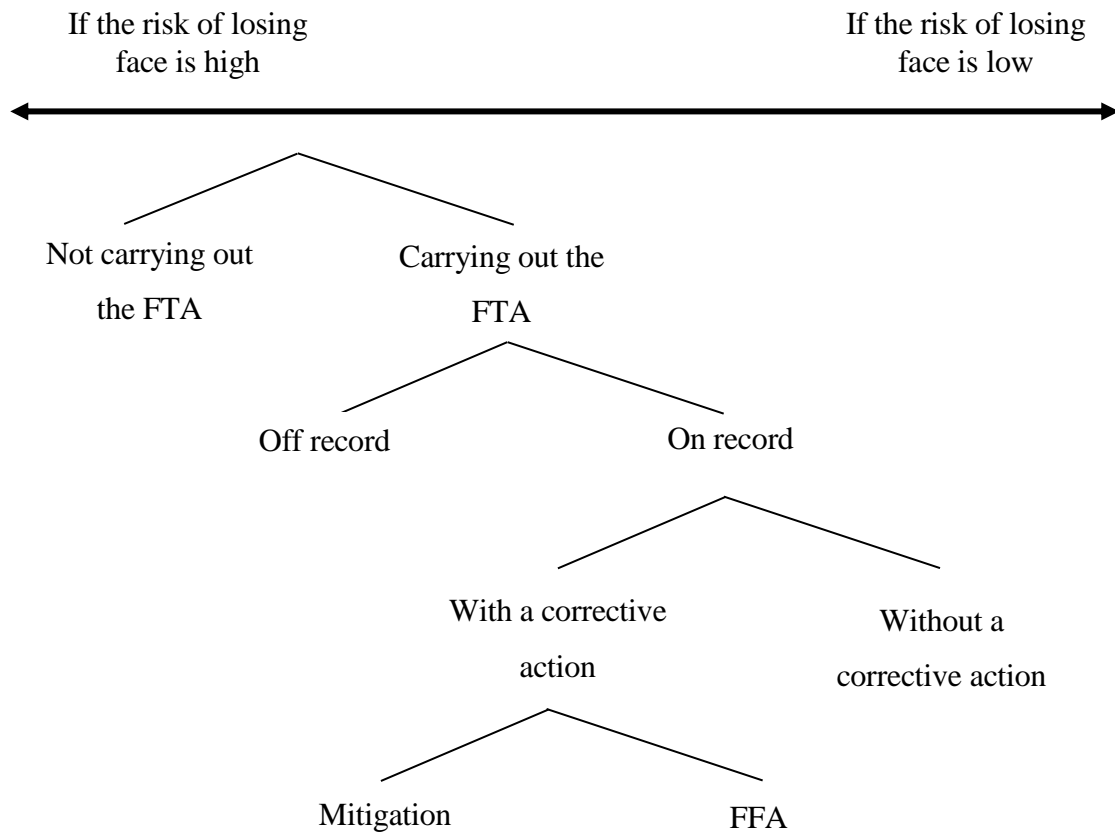 If the risk of losing
face is high
If the risk of losing
face is low
Not carrying out
the FTA
Carrying out the
FTA
Off record
On record
With a corrective
action
Without a
corrective action
Mitigation
FFA